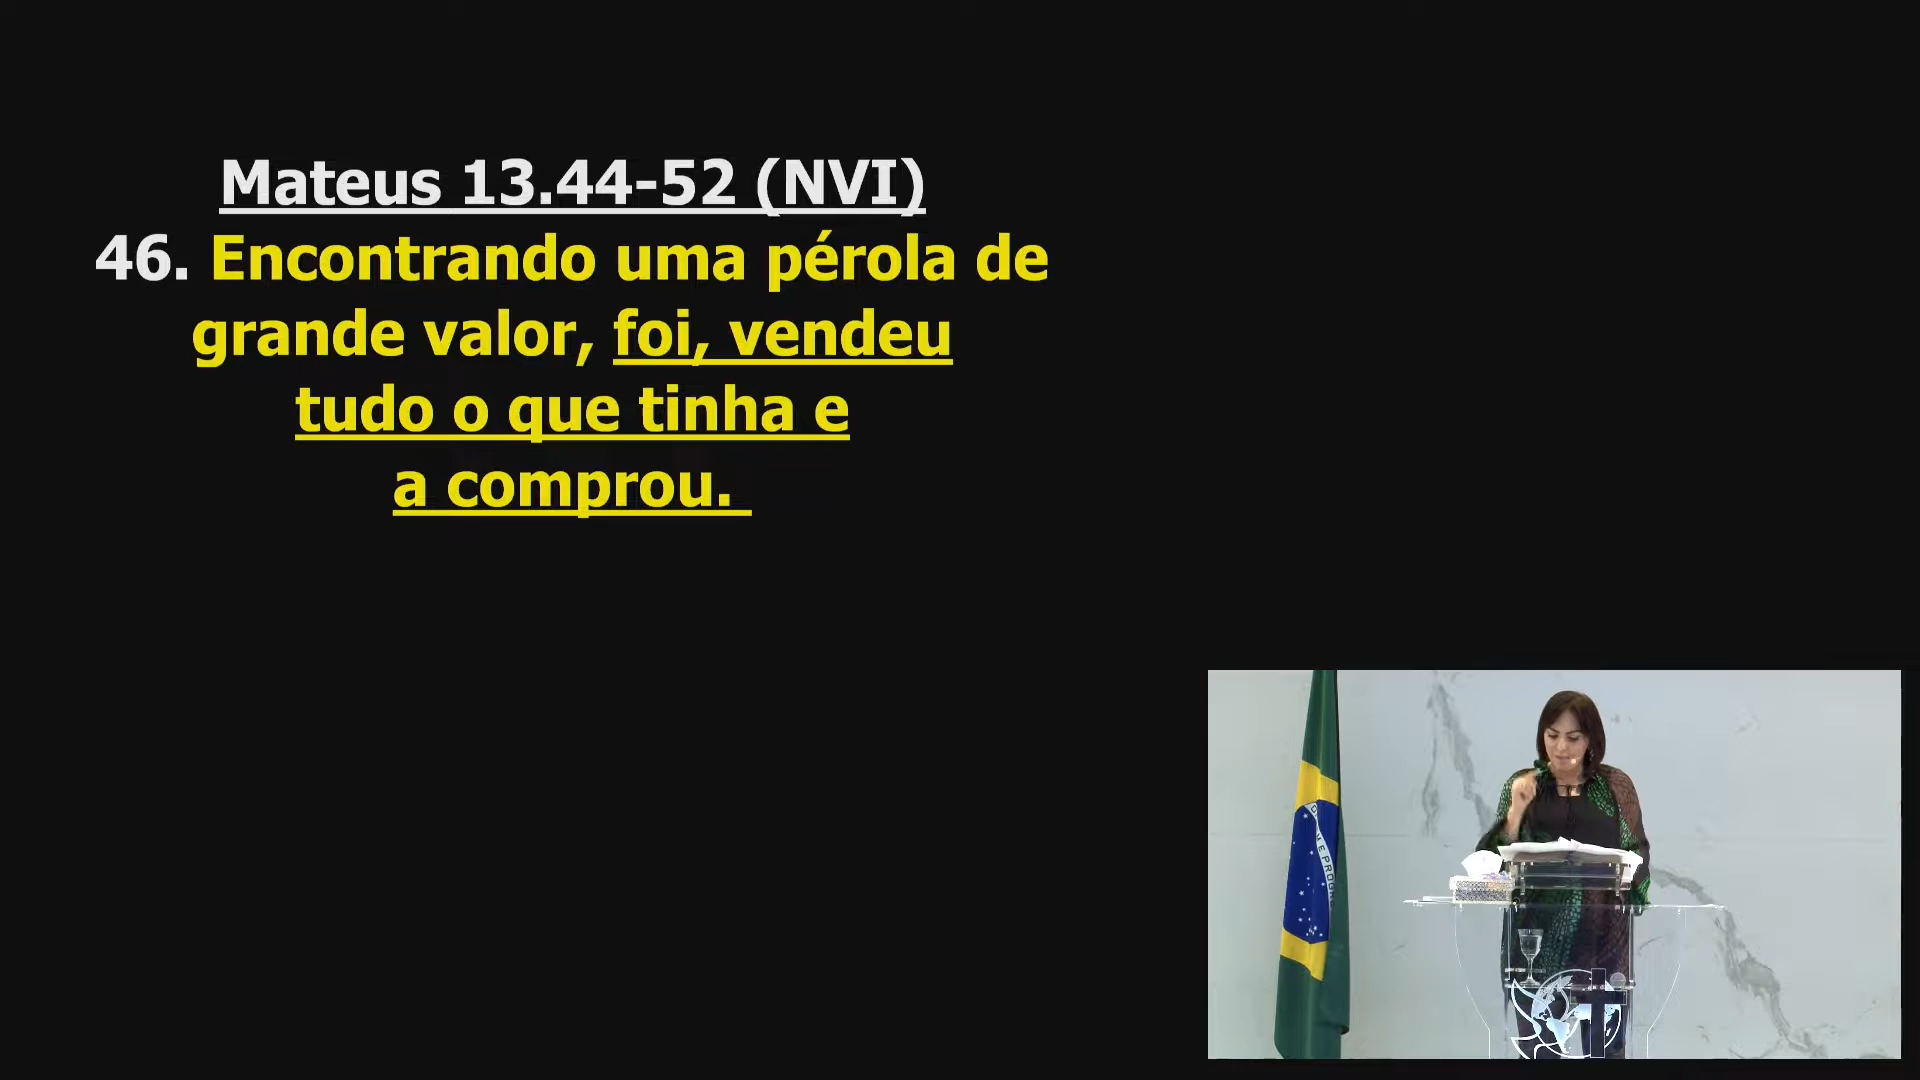 Mateus 13.44-52 (NVI)
46. Encontrando uma pérola de
grande valor, foi, vendeu
tudo o que tinha e
a comprou.